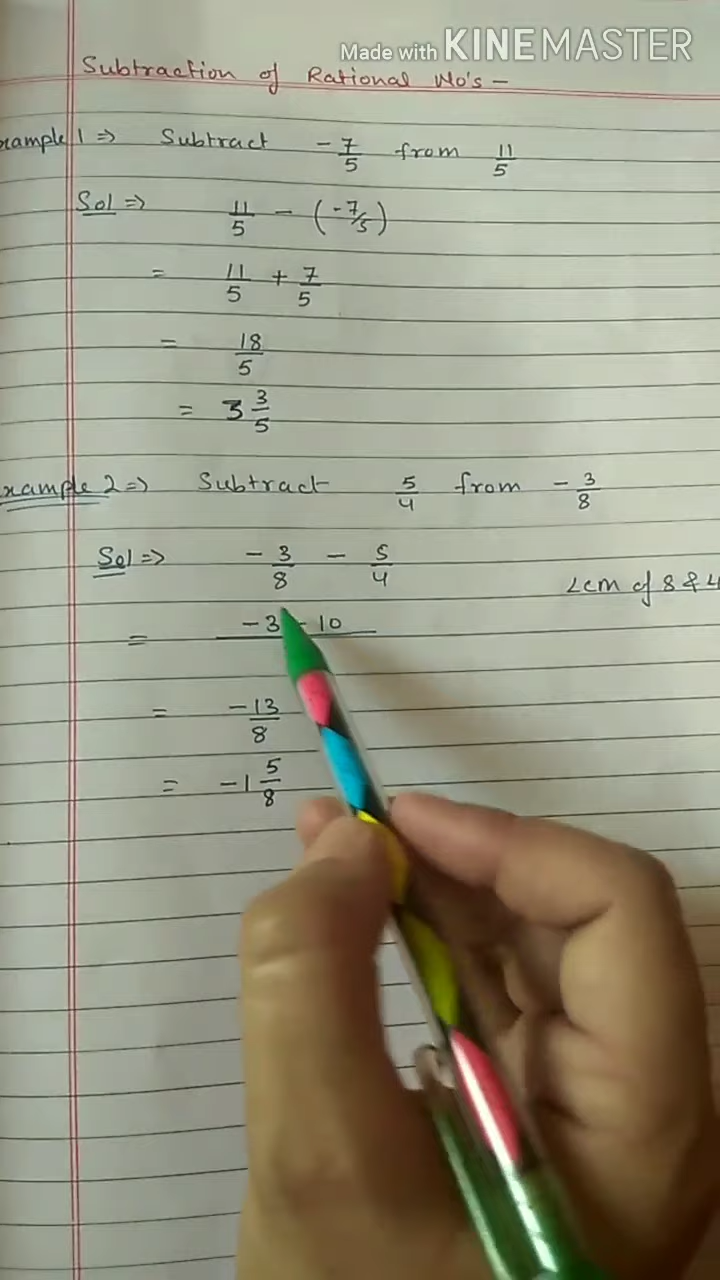 Made with KINEMASTER
Subtraction of Rational No's -
xample 1 => Subtract -7/5 from 11/5
Sol => 11/5 - (-7/5)
= 11/5 + 7/5
= 18/5
= 3 3/5
xample 2 => Subtract 5/4 from -3/8
Sol => -3/8 - 5/4 Lcm of 8 & 4
= -3 - 10
= -13/8
= -1 5/8